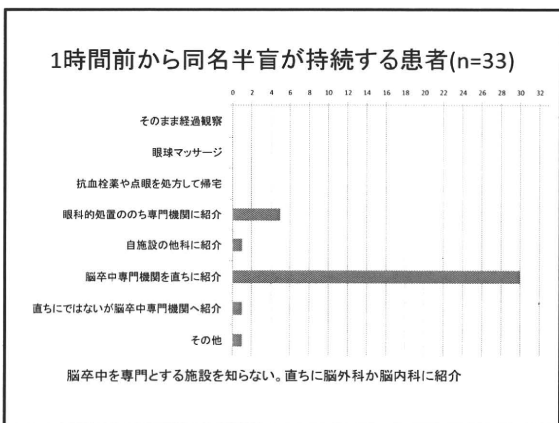 1時間前から同名半盲が持続する患者(n=33)
0 2 4 6 8 10 12 14 16 18 20 22 24 26 28 30 32
そのまま経過観察
眼球マッサージ
抗血栓薬や点眼を処方して帰宅
眼科的処置ののち専門機関に紹介
自施設の他科に紹介
脳卒中専門機関を直ちに紹介
直ちにではないが脳卒中専門機関へ紹介
その他
脳卒中を専門とする施設を知らない。直ちに脳外科か脳内科に紹介